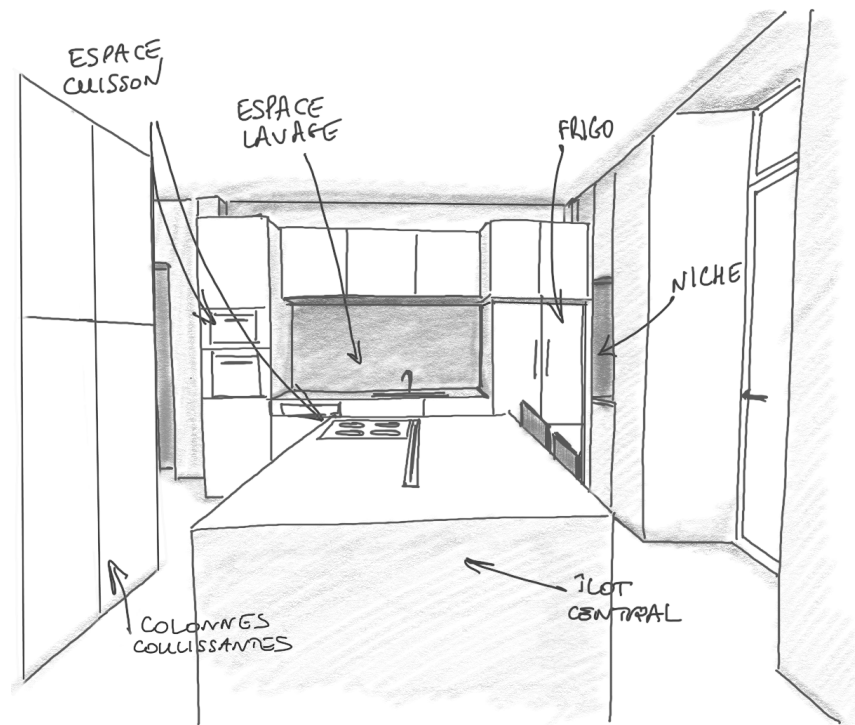 ESPACE
CUISSON
ESPACE
LAVAGE
FRIGO
NICHE
ÎLOT
CENTRAL
COLONNES
COULISSANTES